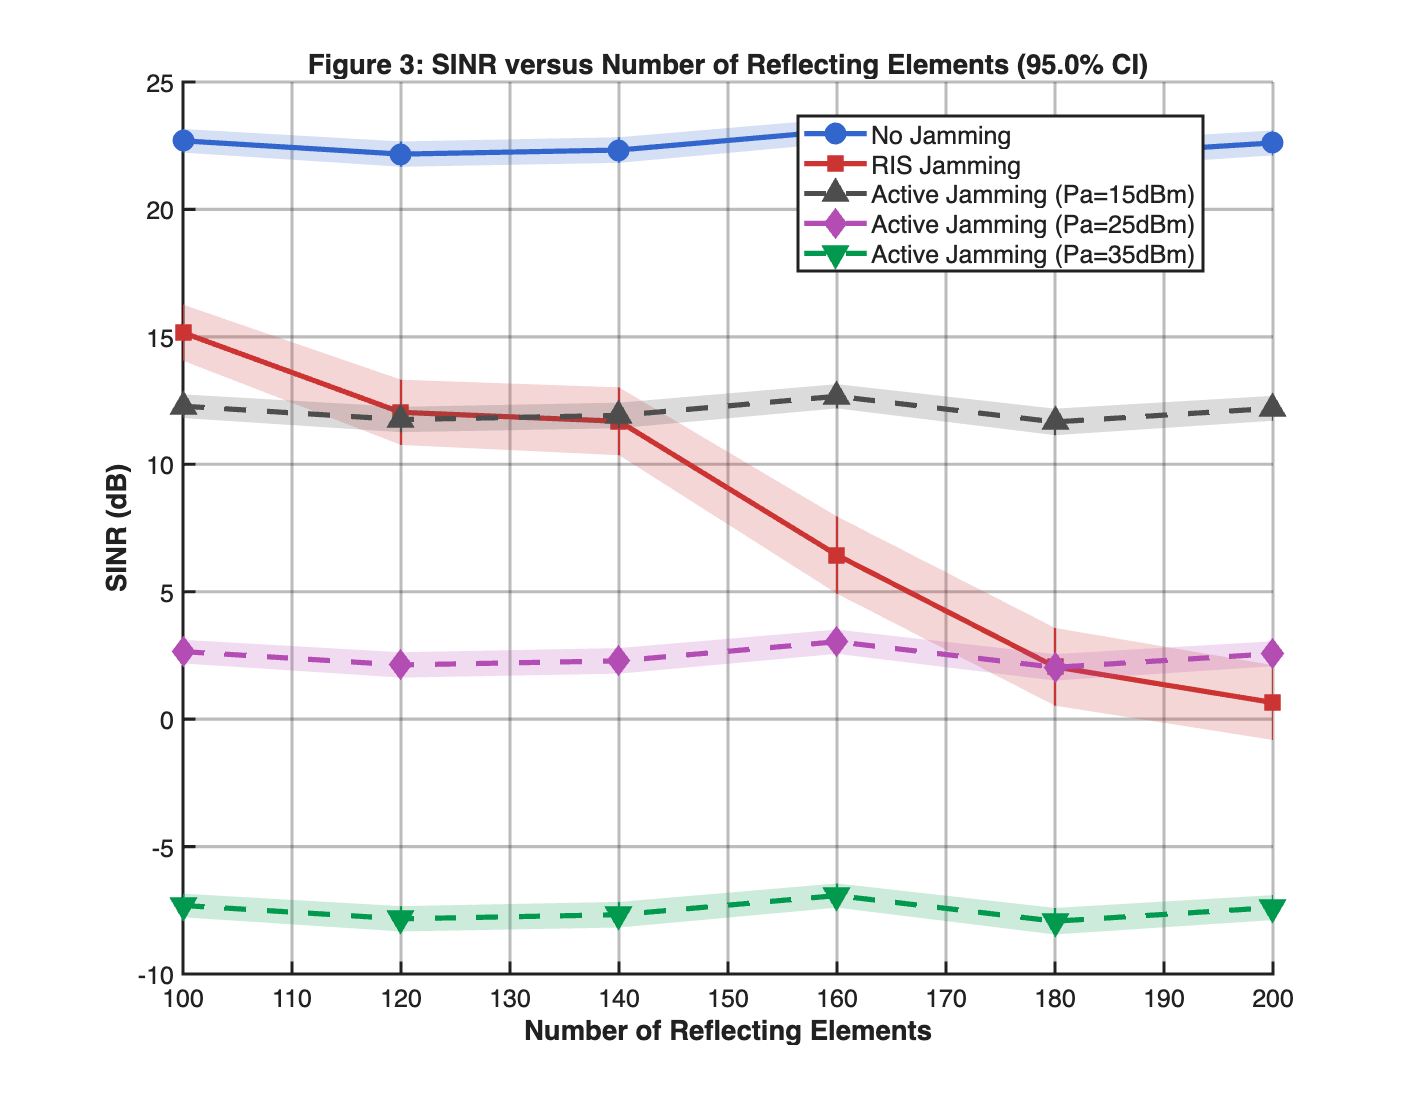 Figure 3: SINR versus Number of Reflecting Elements (95.0% CI)
25
20
15
10
5
0
-5
-10
SINR (dB)
No Jamming
RIS Jamming
Active Jamming (Pa=15dBm)
Active Jamming (Pa=25dBm)
Active Jamming (Pa=35dBm)
100 110 120 130 140 150 160 170 180 190 200
Number of Reflecting Elements